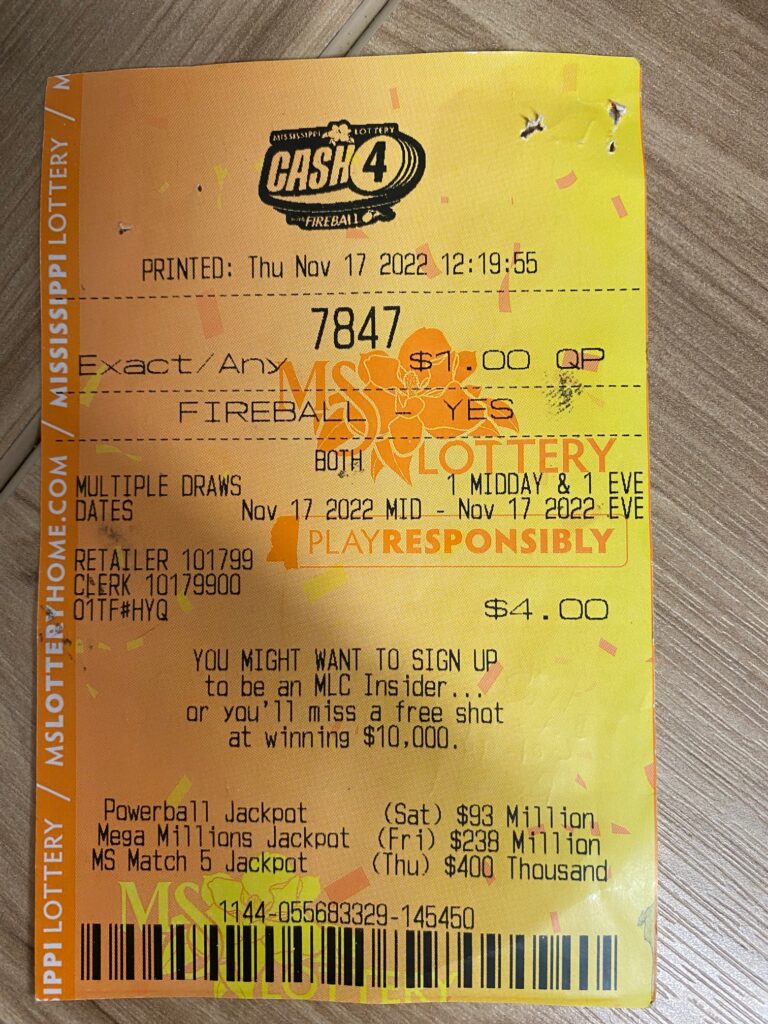 MISSISSIPPI LOTTERY
CASH 4
FIREBALL
PRINTED: Thu Nov 17 2022 12:19:55
7847
Exact/Any $1.00 QP
FIREBALL - YES
MS LOTTERY
BOTH
MULTIPLE DRAWS 1 MIDDAY & 1 EVE
DATES Nov 17 2022 MID - Nov 17 2022 EVE
PLAYRESPONSIBLY
RETAILER 101799
CLERK 10179900
01TF#HYQ $4.00
YOU MIGHT WANT TO SIGN UP
to be an MLC Insider...
or you'll miss a free shot
at winning $10,000.
Powerball Jackpot (Sat) $93 Million
Mega Millions Jackpot (Fri) $238 Million
MS Match 5 Jackpot (Thu) $400 Thousand
MS LOTTERY
1144-055683329-145450
IPPI LOTTERY / MSLOTTERYHOME.COM / MISSISSIPPI LOTTERY / M